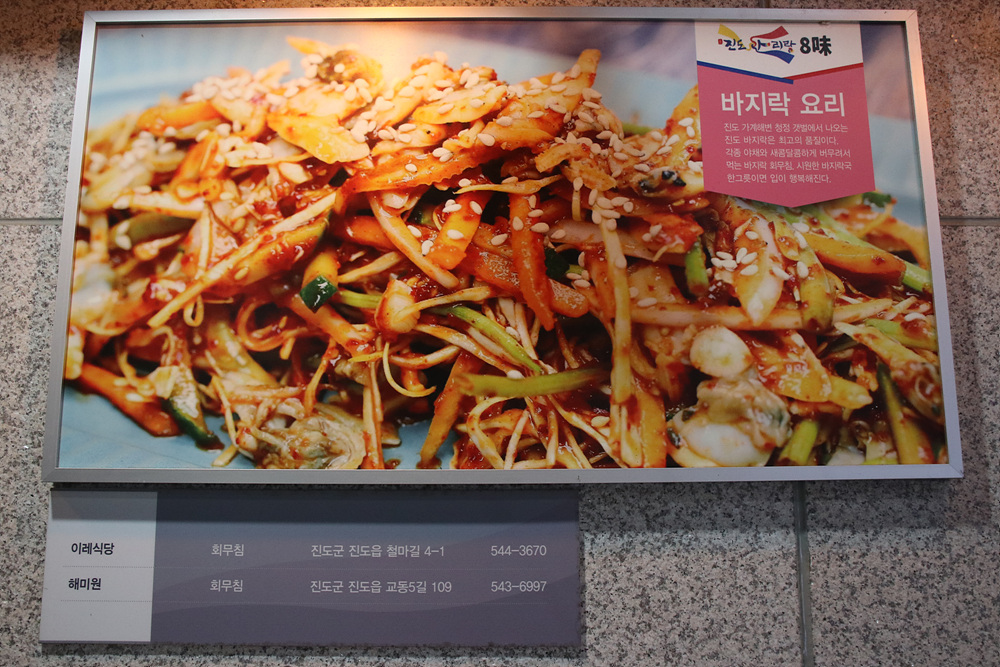 진도 아리랑 8味
바지락 요리
진도 가계해변 청정 갯벌에서 나오는
진도 바지락은 최고의 품질이다.
각종 야채와 새콤달콤하게 버무려서
먹는 바지락 회무침, 시원한 바지락국
한그릇이면 입이 행복해진다.
이레식당 회무침 진도군 진도읍 철마길 4-1 544-3670
해미원 회무침 진도군 진도읍 교동5길 109 543-6997